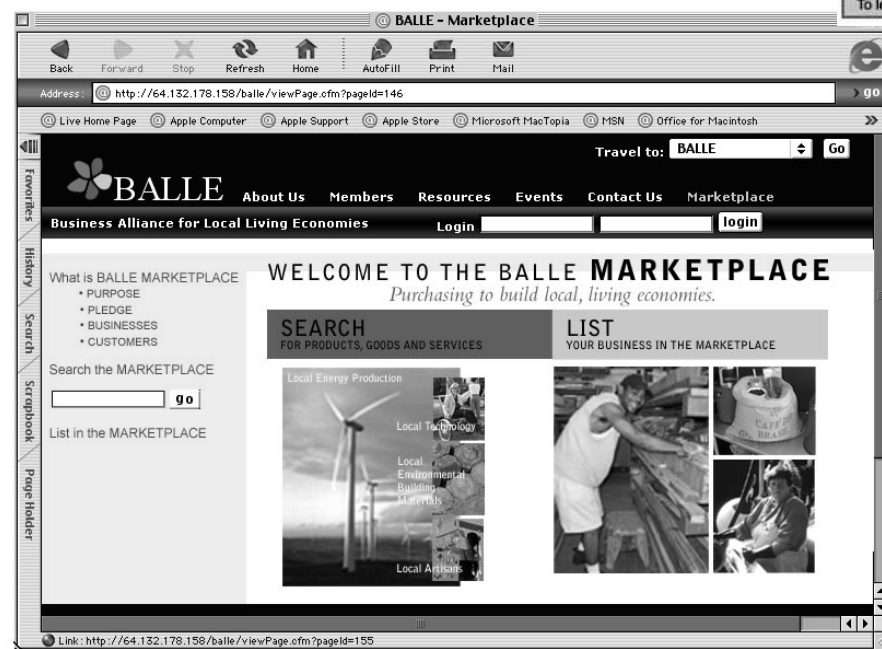 To le
BALLE – Marketplace
Back Forward Stop Refresh Home AutoFill Print Mail
Address: http://64.132.178.158/balle/viewPage.cfm?pageId=146 go
Live Home Page Apple Computer Apple Support Apple Store Microsoft MacTopia MSN Office for Macintosh
Favorites
History
Search
Scrapbook
Page Holder
Travel to: BALLE Go
BALLE About Us Members Resources Events Contact Us Marketplace
Business Alliance for Local Living Economies Login login
What is BALLE MARKETPLACE
• PURPOSE
• PLEDGE
• BUSINESSES
• CUSTOMERS
Search the MARKETPLACE
go
List in the MARKETPLACE
WELCOME TO THE BALLE MARKETPLACE
Purchasing to build local, living economies.
SEARCH
FOR PRODUCTS, GOODS AND SERVICES
LIST
YOUR BUSINESS IN THE MARKETPLACE
Local Energy Production
Local Technology
Local
Environmental
Building
Materials
Local Artisans
CAFE
BRASIL
Link: http://64.132.178.158/balle/viewPage.cfm?pageId=155